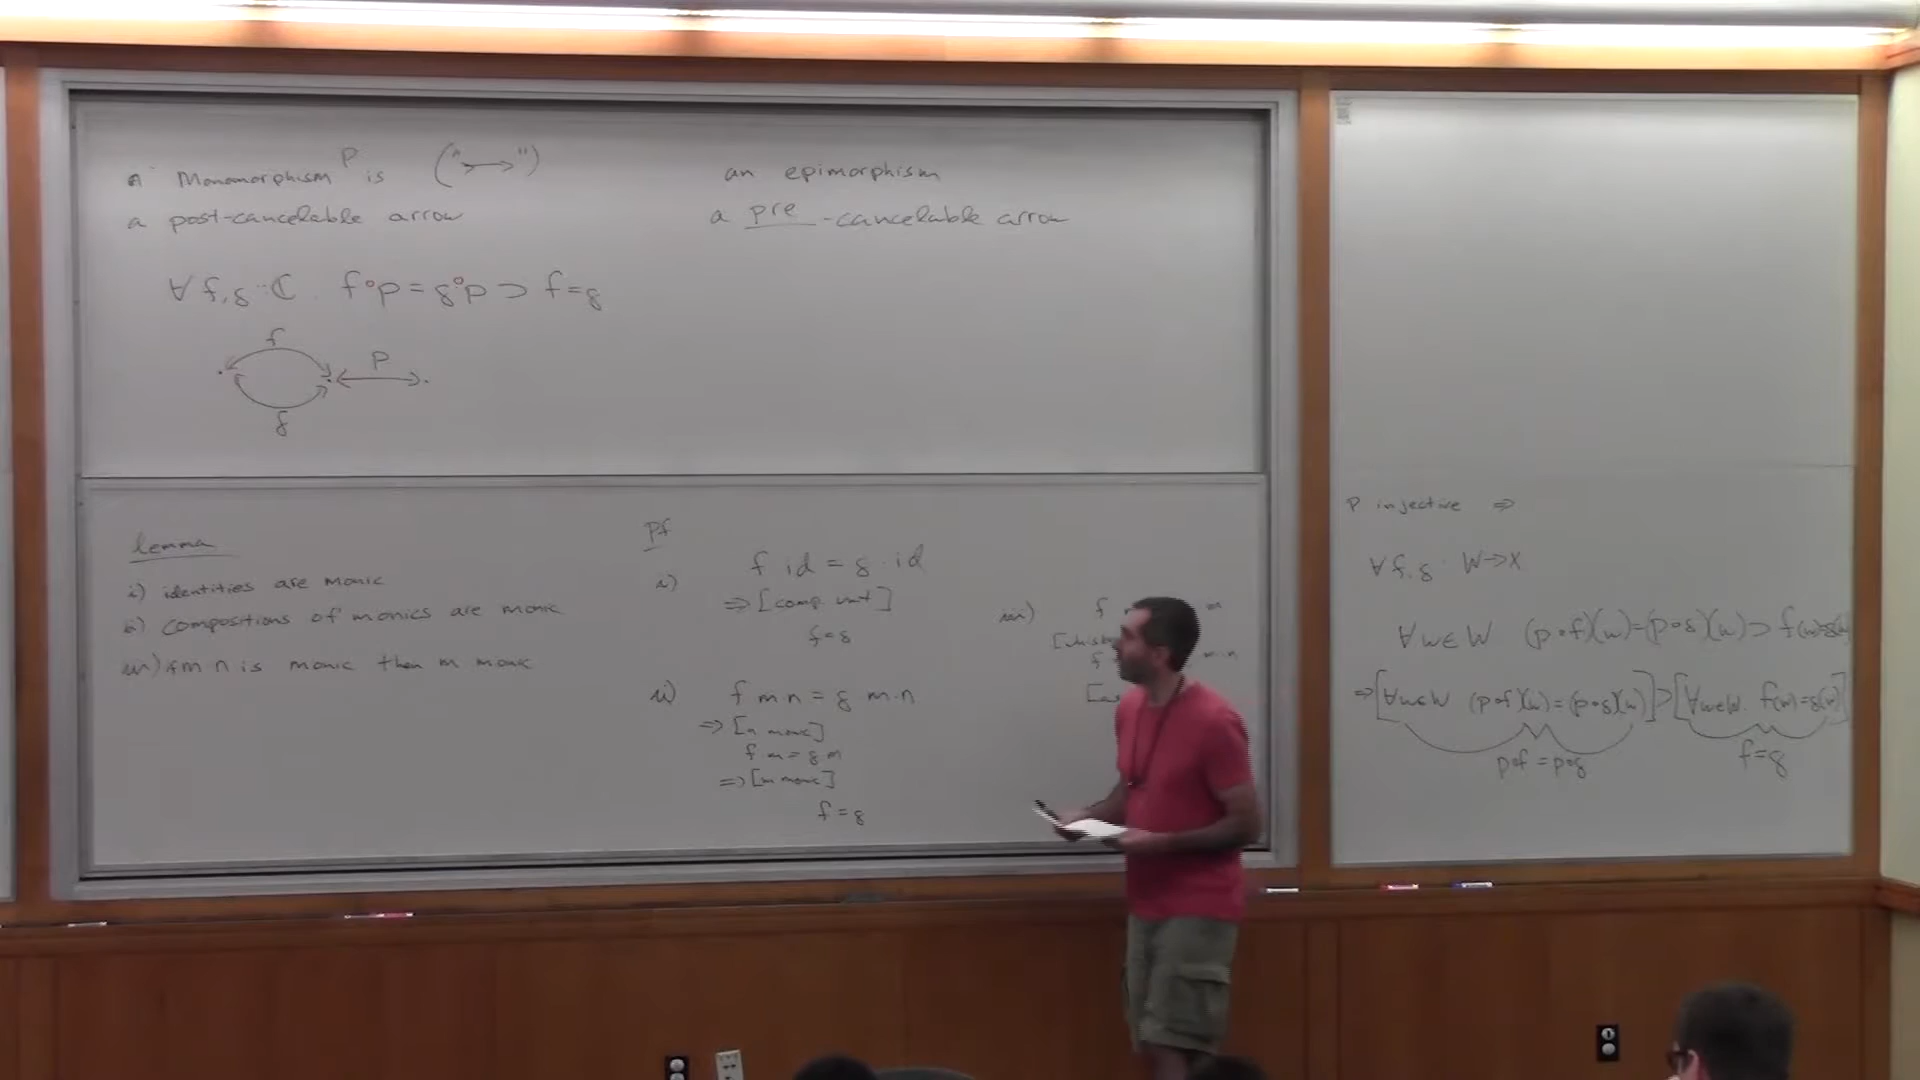 a Monomorphism P is ("↣")
a post-cancelable arrow
∀ f, g : ℂ . f∘p = g∘p ⊃ f = g
f
P
g
an epimorphism
a pre-cancelable arrow
lemma
i) identities are monic
ii) compositions of monics are monic
iii) if m·n is monic then m monic
pf
i)
f·id = g·id
⇒ [comp. unit]
f = g
ii) f·m·n = g·m·n
⇒ [n monic]
f·m = g·m
⇒ [m monic]
f = g
iii) f m
f m·n
P injective ⇒
∀ f, g : W→X
∀w∈W (p∘f)(w)=(p∘g)(w) ⊃ f(w)=g(w)
⇒ [∀w∈W (p∘f)(w)=(p∘g)(w)] ⊃ [∀w∈W. f(w)=g(w)]
p∘f = p∘g f=g